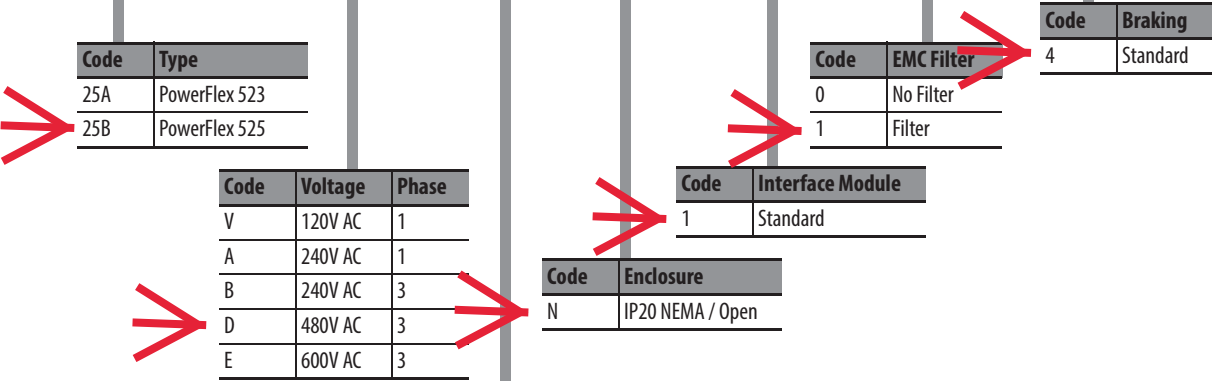 Code Type
25A PowerFlex 523
25B PowerFlex 525
Code Voltage Phase
V 120V AC 1
A 240V AC 1
B 240V AC 3
D 480V AC 3
E 600V AC 3
Code Enclosure
N IP20 NEMA / Open
Code Interface Module
1 Standard
Code EMC Filter
0 No Filter
1 Filter
Code Braking
4 Standard